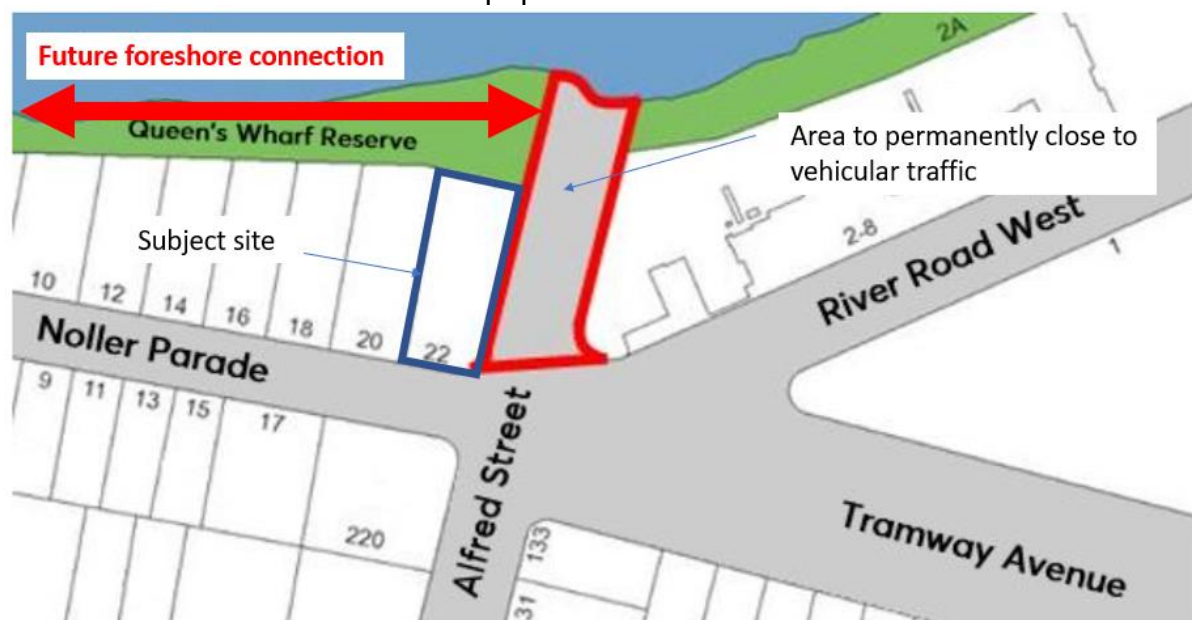 Future foreshore connection
2A
Queen's Wharf Reserve
Area to permanently close to
vehicular traffic
Subject site
2-8
River Road West
1
10
12
14
16
18
20
22
Noller Parade
9
11
13
15
17
Alfred Street
220
133
31
Tramway Avenue